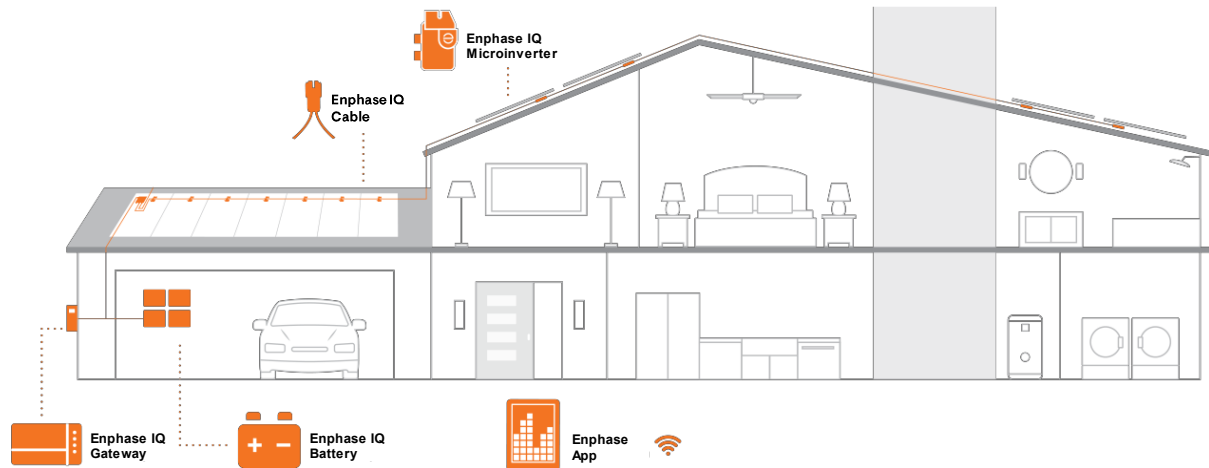 Enphase IQ
Microinverter
Enphase IQ
Cable
Enphase IQ
Gateway
Enphase IQ
Battery
Enphase
App